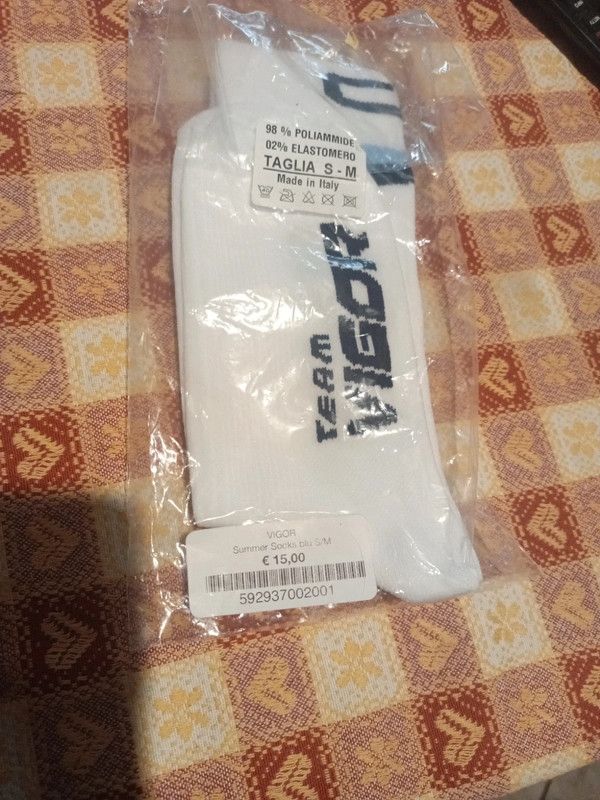 98 % POLIAMMIDE
02% ELASTOMERO
TAGLIA S - M
Made in Italy
TEAM
VIGOR
VIGOR
Summer Socks blu S/M
€ 15,00
592937002001